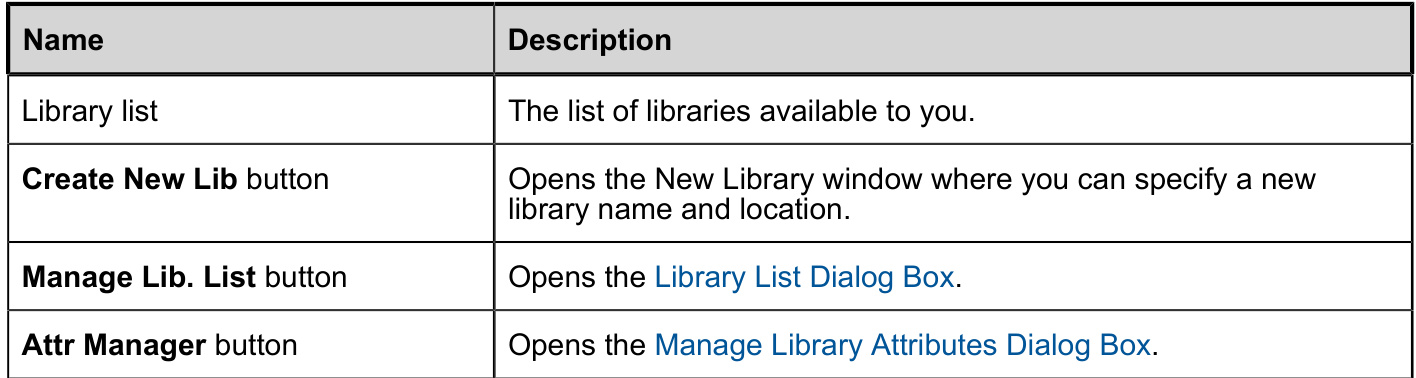 Name Description
Library list The list of libraries available to you.
Create New Lib button Opens the New Library window where you can specify a new
library name and location.
Manage Lib. List button Opens the Library List Dialog Box.
Attr Manager button Opens the Manage Library Attributes Dialog Box.